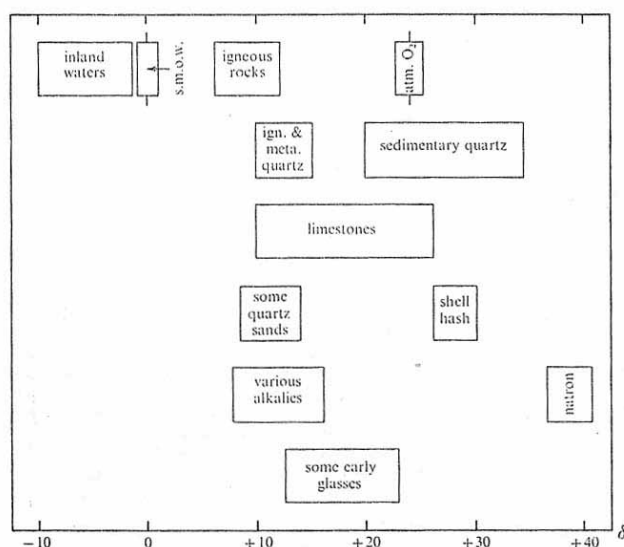 inland
waters
s.m.o.w.
igneous
rocks
atm. O₂
ign. &
meta.
quartz
sedimentary quartz
limestones
some
quartz
sands
shell
hash
various
alkalies
natron
some early
glasses
−10 0 +10 +20 +30 +40 δ